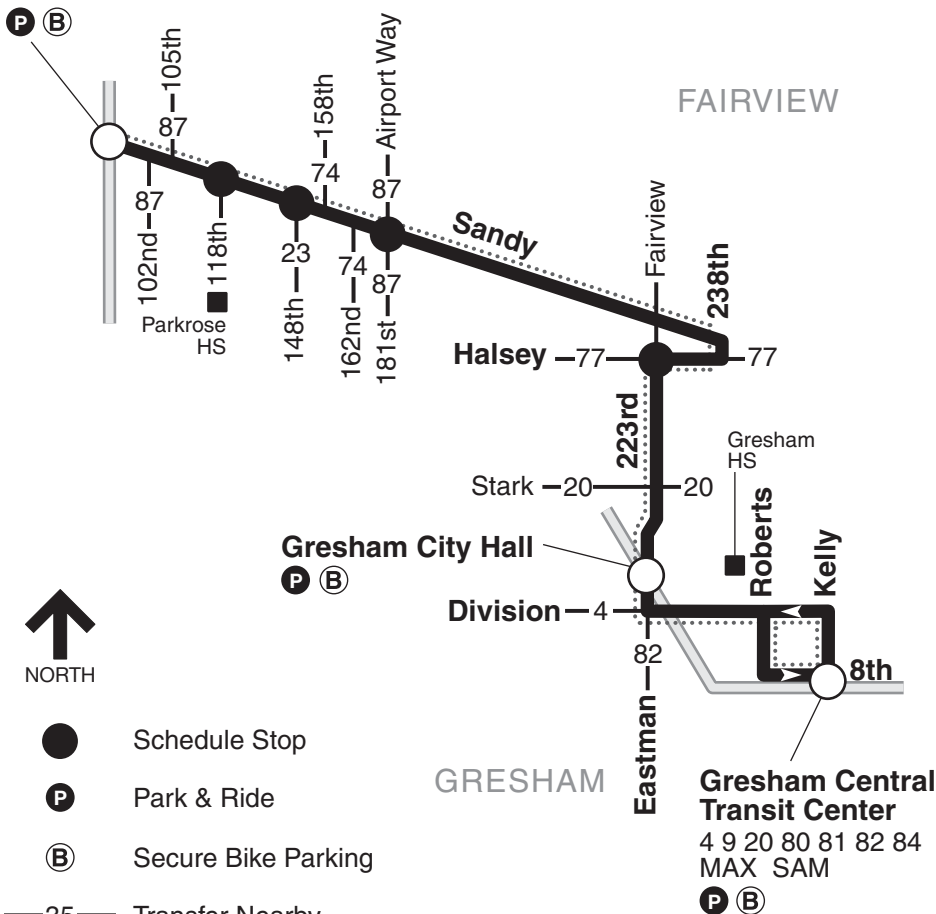 P B
105th
87
158th
74
Airport Way
87
FAIRVIEW
87
102nd
118th
Parkrose
HS
23
148th
74
162nd
87
181st
Sandy
Fairview
238th
Halsey
77
77
223rd
Gresham
HS
Stark
20
20
Roberts
Kelly
Gresham City Hall
P B
Division
4
82
Eastman
8th
NORTH
GRESHAM
Gresham Central
Transit Center
4 9 20 80 81 82 84
MAX SAM
P B
Schedule Stop
P Park & Ride
B Secure Bike Parking
35 Transfer Nearby